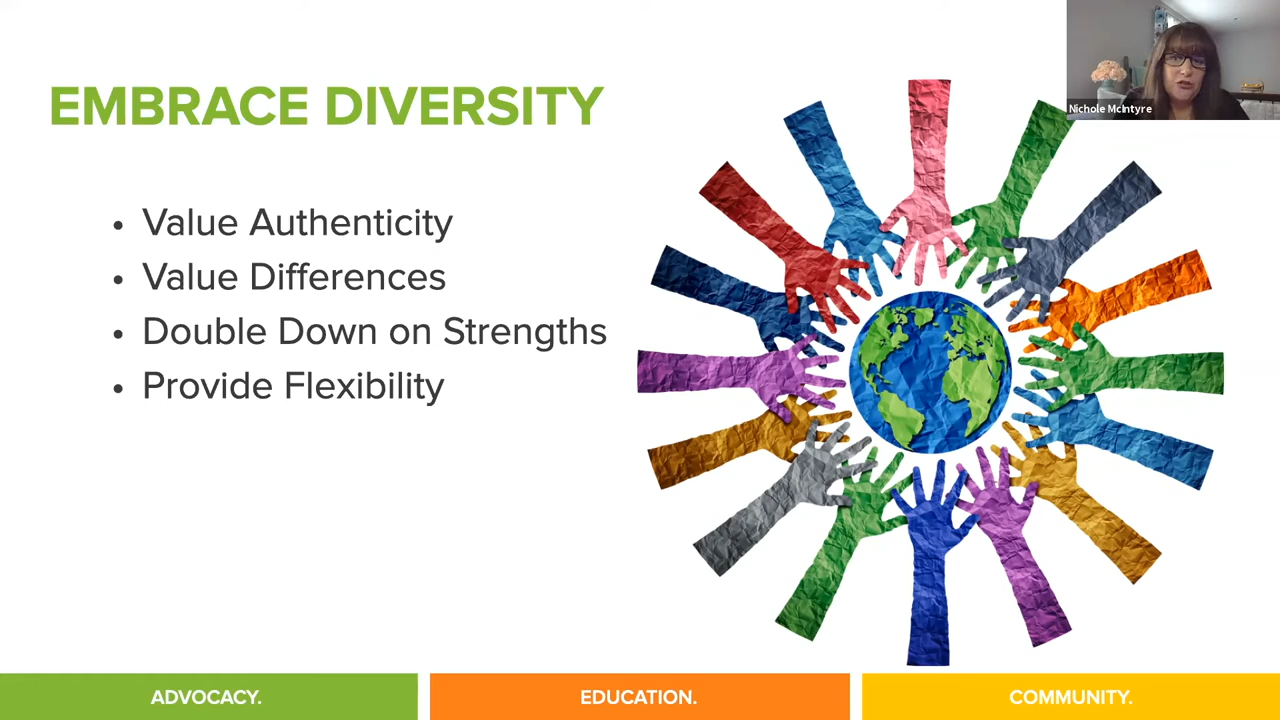 EMBRACE DIVERSITY
Nichole McIntyre
• Value Authenticity
• Value Differences
• Double Down on Strengths
• Provide Flexibility
ADVOCACY.
EDUCATION.
COMMUNITY.